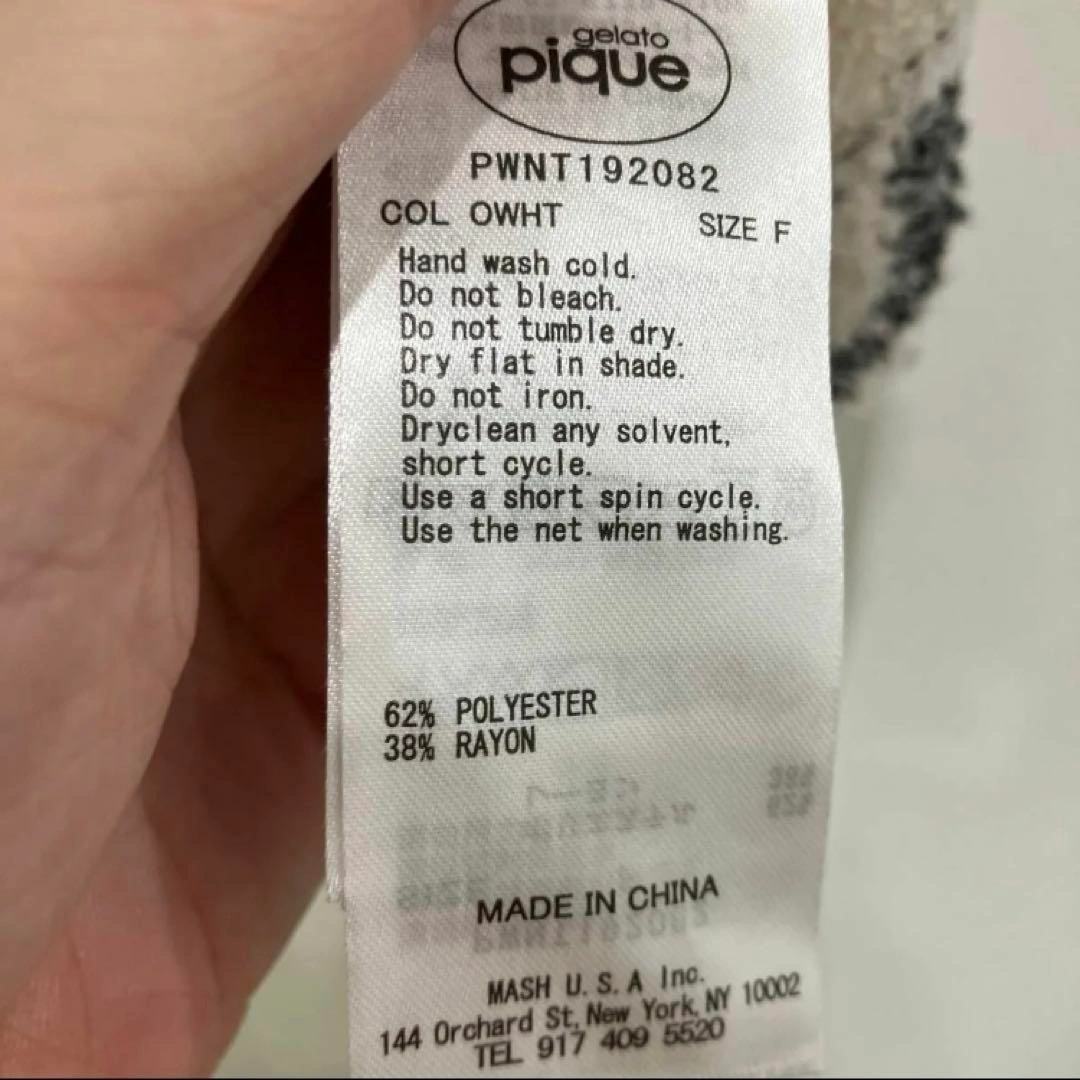 gelato
pique
PWNT192082
COL OWHT SIZE F
Hand wash cold.
Do not bleach.
Do not tumble dry.
Dry flat in shade.
Do not iron.
Dryclean any solvent,
short cycle.
Use a short spin cycle.
Use the net when washing.
62% POLYESTER
38% RAYON
MADE IN CHINA
MASH U.S.A Inc.
144 Orchard St, New York, NY 10002
TEL 917 409 5520